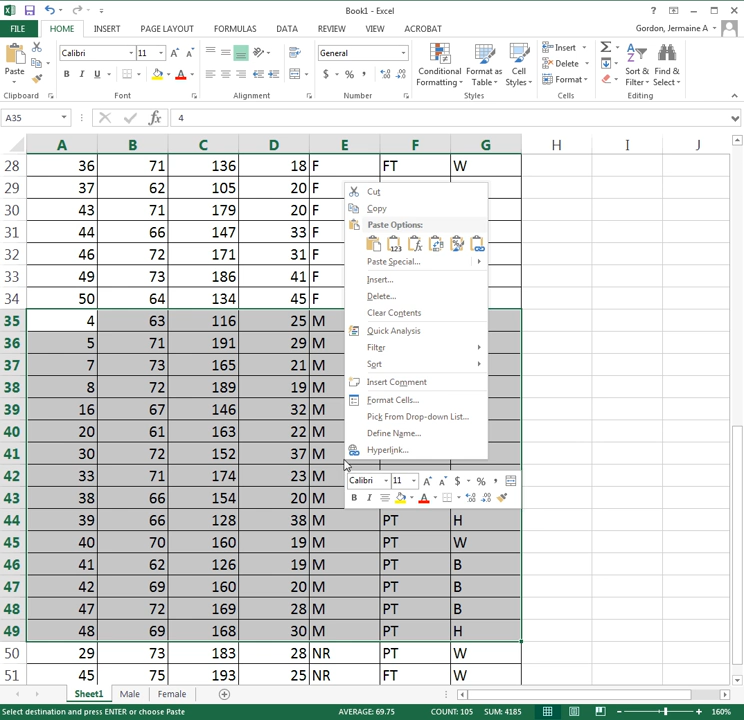 Book1 - Excel
FILE HOME INSERT PAGE LAYOUT FORMULAS DATA REVIEW VIEW ACROBAT Gordon, Jermaine A
Paste
Calibri 11
B I U
A A
General
$ % ,
Conditional Formatting
Format as Table
Cell Styles
Insert
Delete
Format
Sort & Filter
Find & Select
Clipboard Font Alignment Number Styles Cells Editing
A35 fx 4
A B C D E F G H I J
28 36 71 136 18 F FT W
29 37 62 105 20 F
30 43 71 179 20 F
31 44 66 147 33 F
32 46 72 171 31 F
33 49 73 186 41 F
34 50 64 134 45 F
35 4 63 116 25 M
36 5 71 191 29 M
37 7 73 165 21 M
38 8 72 189 19 M
39 16 67 146 32 M
40 20 61 163 22 M
41 30 72 152 37 M
42 33 71 174 23 M
43 38 66 154 20 M
44 39 66 128 38 M PT H
45 40 70 160 19 M PT W
46 41 62 126 19 M PT B
47 42 69 160 20 M PT B
48 47 72 169 28 M PT B
49 48 69 168 30 M PT H
50 29 73 183 28 NR PT W
51 45 75 193 25 NR FT W
Cut
Copy
Paste Options:
123 fx %
Paste Special...
Insert...
Delete...
Clear Contents
Quick Analysis
Filter
Sort
Insert Comment
Format Cells...
Pick From Drop-down List...
Define Name...
Hyperlink...
Calibri 11 A A $ % ,
B I A
Sheet1 Male Female
Select destination and press ENTER or choose Paste AVERAGE: 69.75 COUNT: 105 SUM: 4185 160%